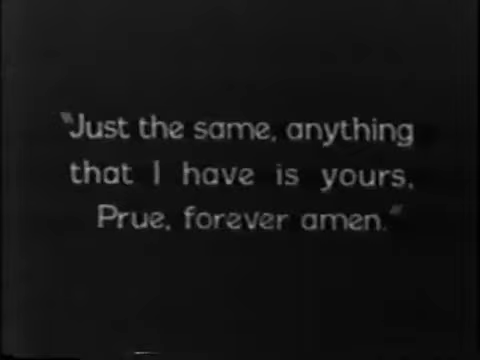 "Just the same, anything
that I have is yours,
Prue, forever amen."